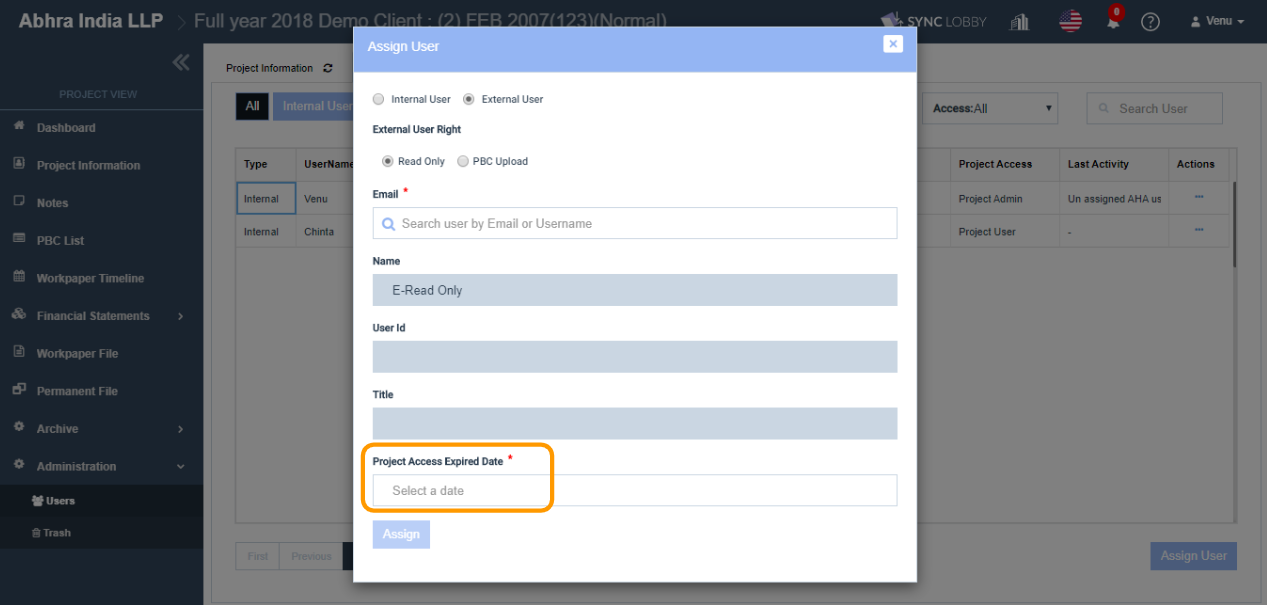 Abhra India LLP > Full year 2018 Demo Client : (2) FEB 2007(123)(Normal)
SYNC LOBBY
0
?
Venu
PROJECT VIEW
Dashboard
Project Information
Notes
PBC List
Workpaper Timeline
Financial Statements
Workpaper File
Permanent File
Archive
Administration
Users
Trash
Project Information
All
Internal User
Access:All
Search User
Type UserName Project Access Last Activity Actions
Internal Venu Project Admin Un assigned AHA us ...
Internal Chinta Project User - ...
First Previous
Assign User
Assign User
×
Internal User External User
External User Right
Read Only PBC Upload
Email *
Search user by Email or Username
Name
E-Read Only
User Id
Title
Project Access Expired Date *
Select a date
Assign